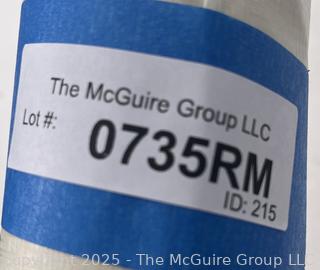 The McGuire Group LLC
Lot #:
0735RM
ID: 215
Copyright 2025 - The McGuire Group LLC